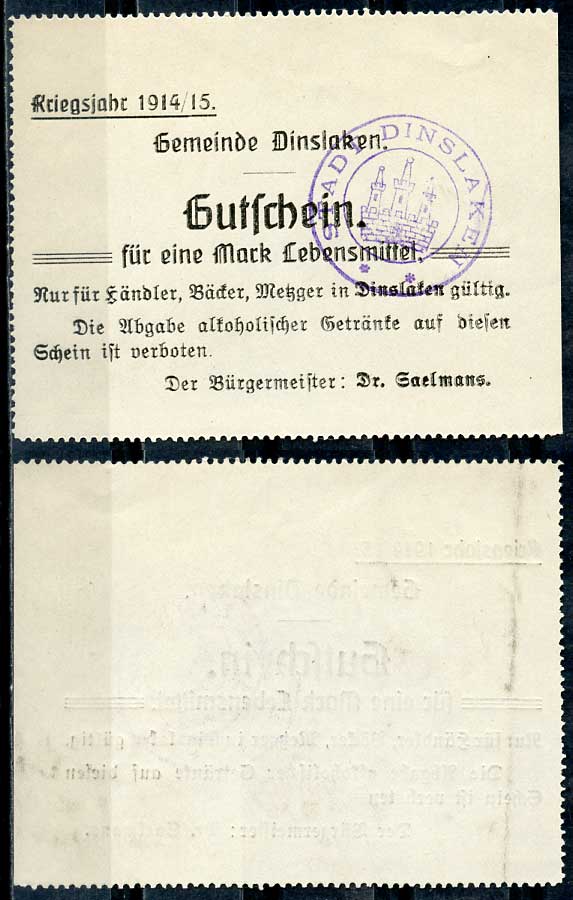 Kriegsjahr 1914/15.
Gemeinde Dinslaken.
Gutschein.
für eine Mark Lebensmittel.
Nur für Händler, Bäcker, Metzger in Dinslaken gültig.
Die Abgabe alkoholischer Getränke auf diesen
Schein ist verboten.
Der Bürgermeister: Dr. Saelmans.
STADT DINSLAKEN